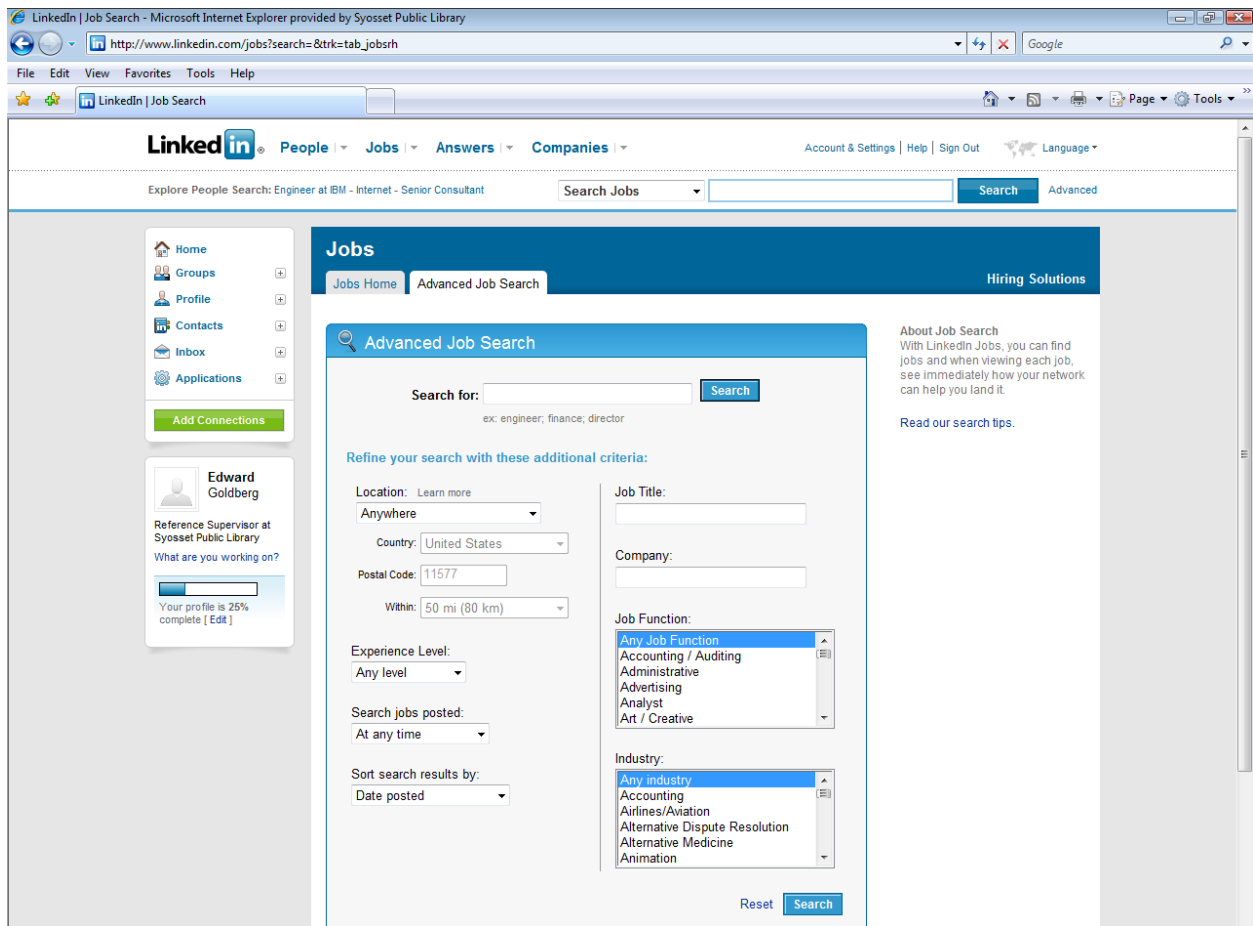 LinkedIn | Job Search - Microsoft Internet Explorer provided by Syosset Public Library
http://www.linkedin.com/jobs?search=&trk=tab_jobsrh
Google
File Edit View Favorites Tools Help
LinkedIn | Job Search
Page Tools
Linked in People Jobs Answers Companies
Account & Settings | Help | Sign Out Language
Explore People Search: Engineer at IBM - Internet - Senior Consultant
Search Jobs
Search
Advanced
Home
Groups
Profile
Contacts
Inbox
Applications
Add Connections
Edward
Goldberg
Reference Supervisor at
Syosset Public Library
What are you working on?
Your profile is 25%
complete [ Edit ]
Jobs
Jobs Home
Advanced Job Search
Hiring Solutions
Advanced Job Search
Search for:
Search
ex: engineer; finance; director
Refine your search with these additional criteria:
Location: Learn more
Anywhere
Country: United States
Postal Code: 11577
Within: 50 mi (80 km)
Experience Level:
Any level
Search jobs posted:
At any time
Sort search results by:
Date posted
Job Title:
Company:
Job Function:
Any Job Function
Accounting / Auditing
Administrative
Advertising
Analyst
Art / Creative
Industry:
Any industry
Accounting
Airlines/Aviation
Alternative Dispute Resolution
Alternative Medicine
Animation
Reset
Search
About Job Search
With LinkedIn Jobs, you can find
jobs and when viewing each job,
see immediately how your network
can help you land it.
Read our search tips.